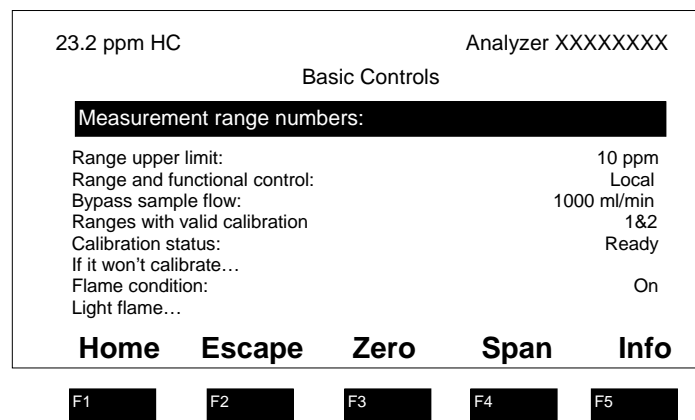 23.2 ppm HC Analyzer XXXXXXXX
Basic Controls
Measurement range numbers:
Range upper limit: 10 ppm
Range and functional control: Local
Bypass sample flow: 1000 ml/min
Ranges with valid calibration 1&2
Calibration status: Ready
If it won't calibrate…
Flame condition: On
Light flame…
Home Escape Zero Span Info
F1 F2 F3 F4 F5